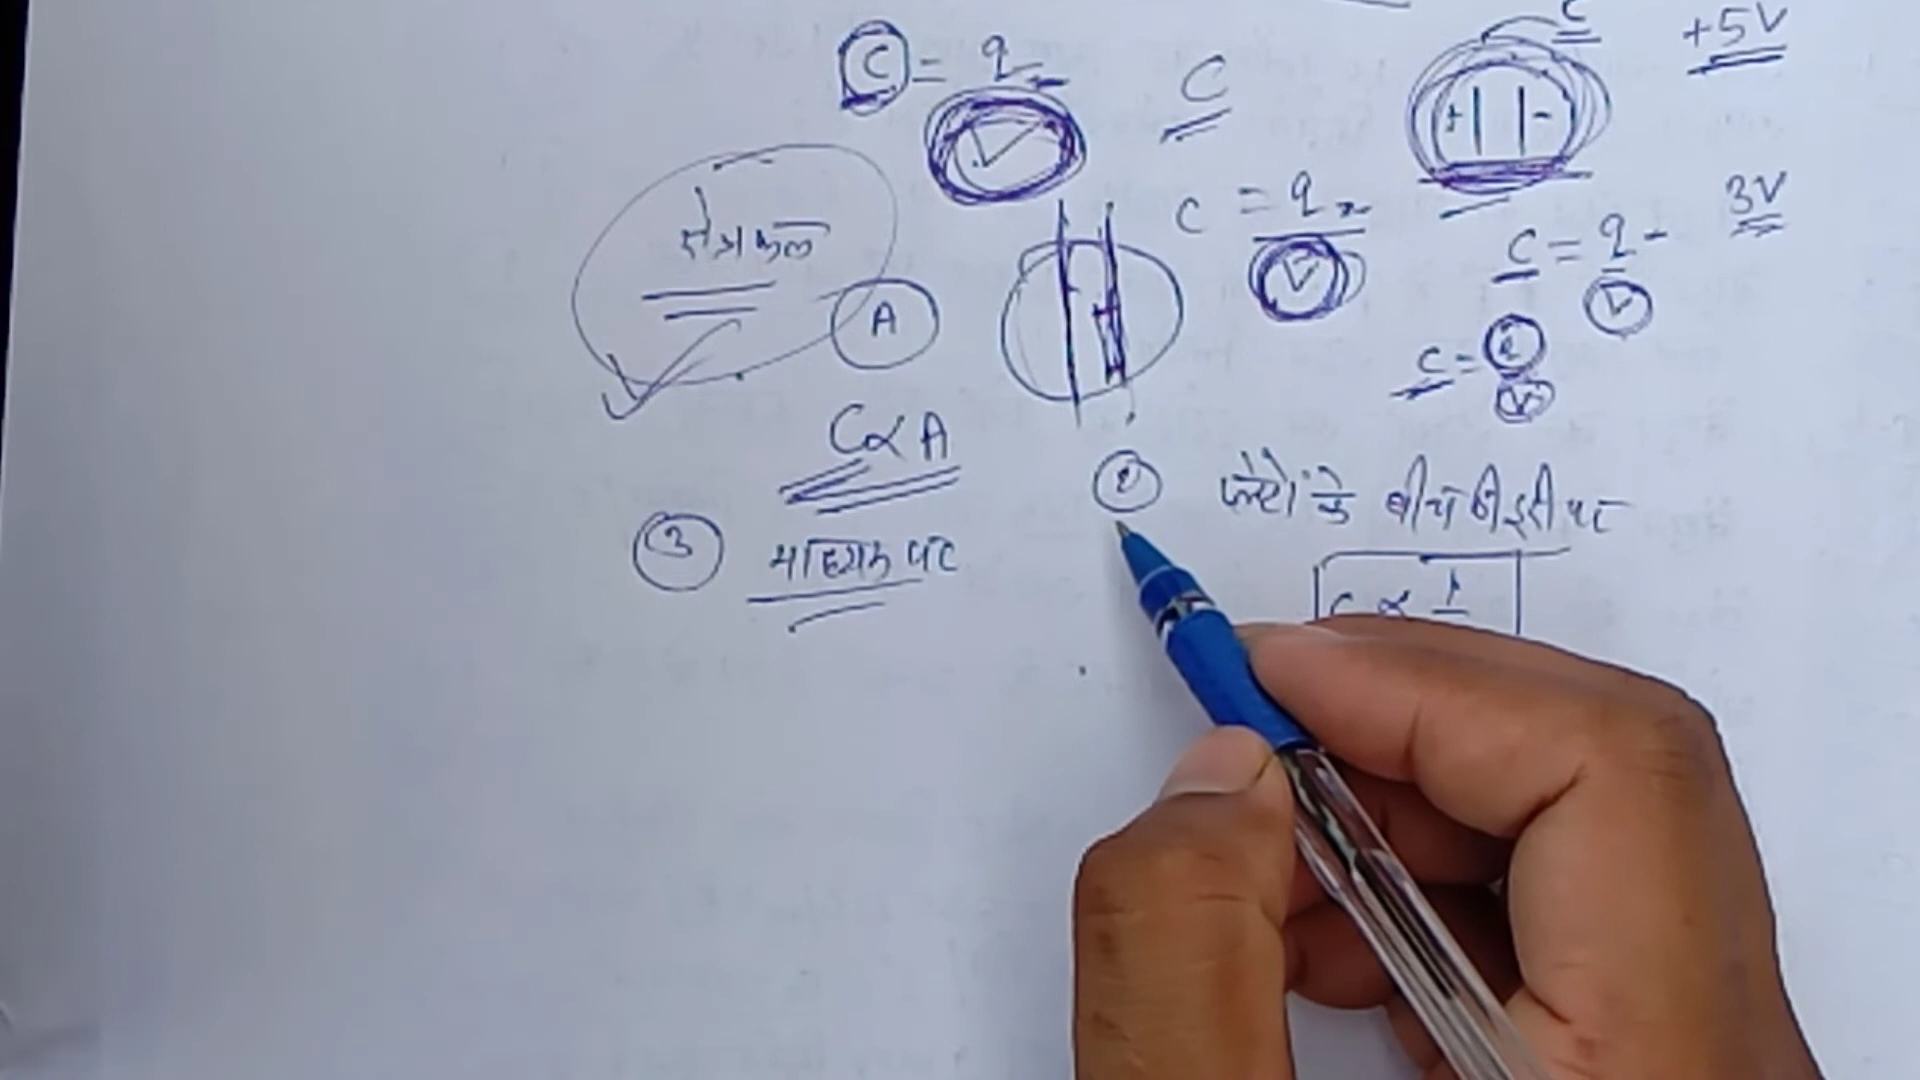 C = q / V
C
C
+5V
+ | | -
3V
C = q / V
C = q / V
क्षेत्रफल
A
C = q / V
C ∝ A
② प्लेटों के बीच की दूरी पर
③ माध्यम पर
C ∝ 1